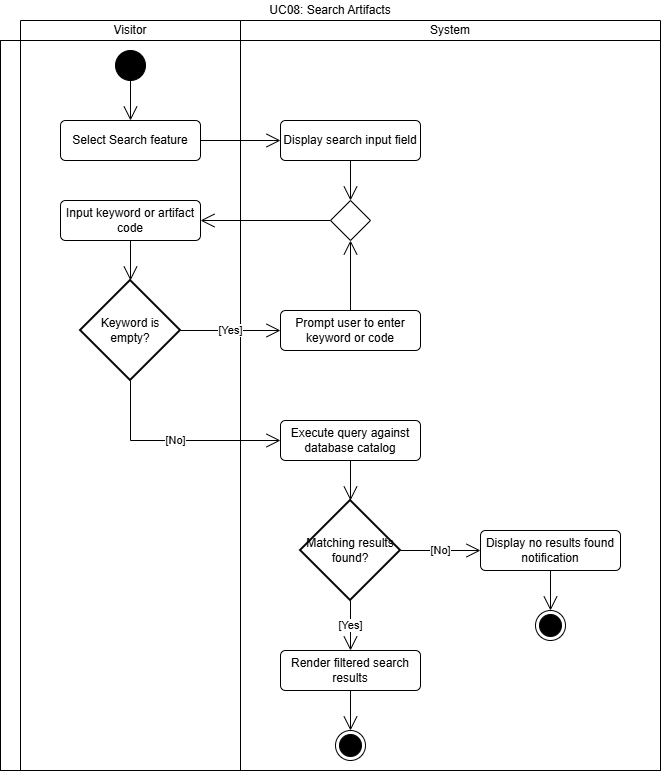 UC08: Search Artifacts
Visitor
System
Select Search feature
Display search input field
Input keyword or artifact
code
Keyword is
empty?
[Yes]
Prompt user to enter
keyword or code
[No]
Execute query against
database catalog
Matching results
found?
[No]
Display no results found
notification
[Yes]
Render filtered search
results